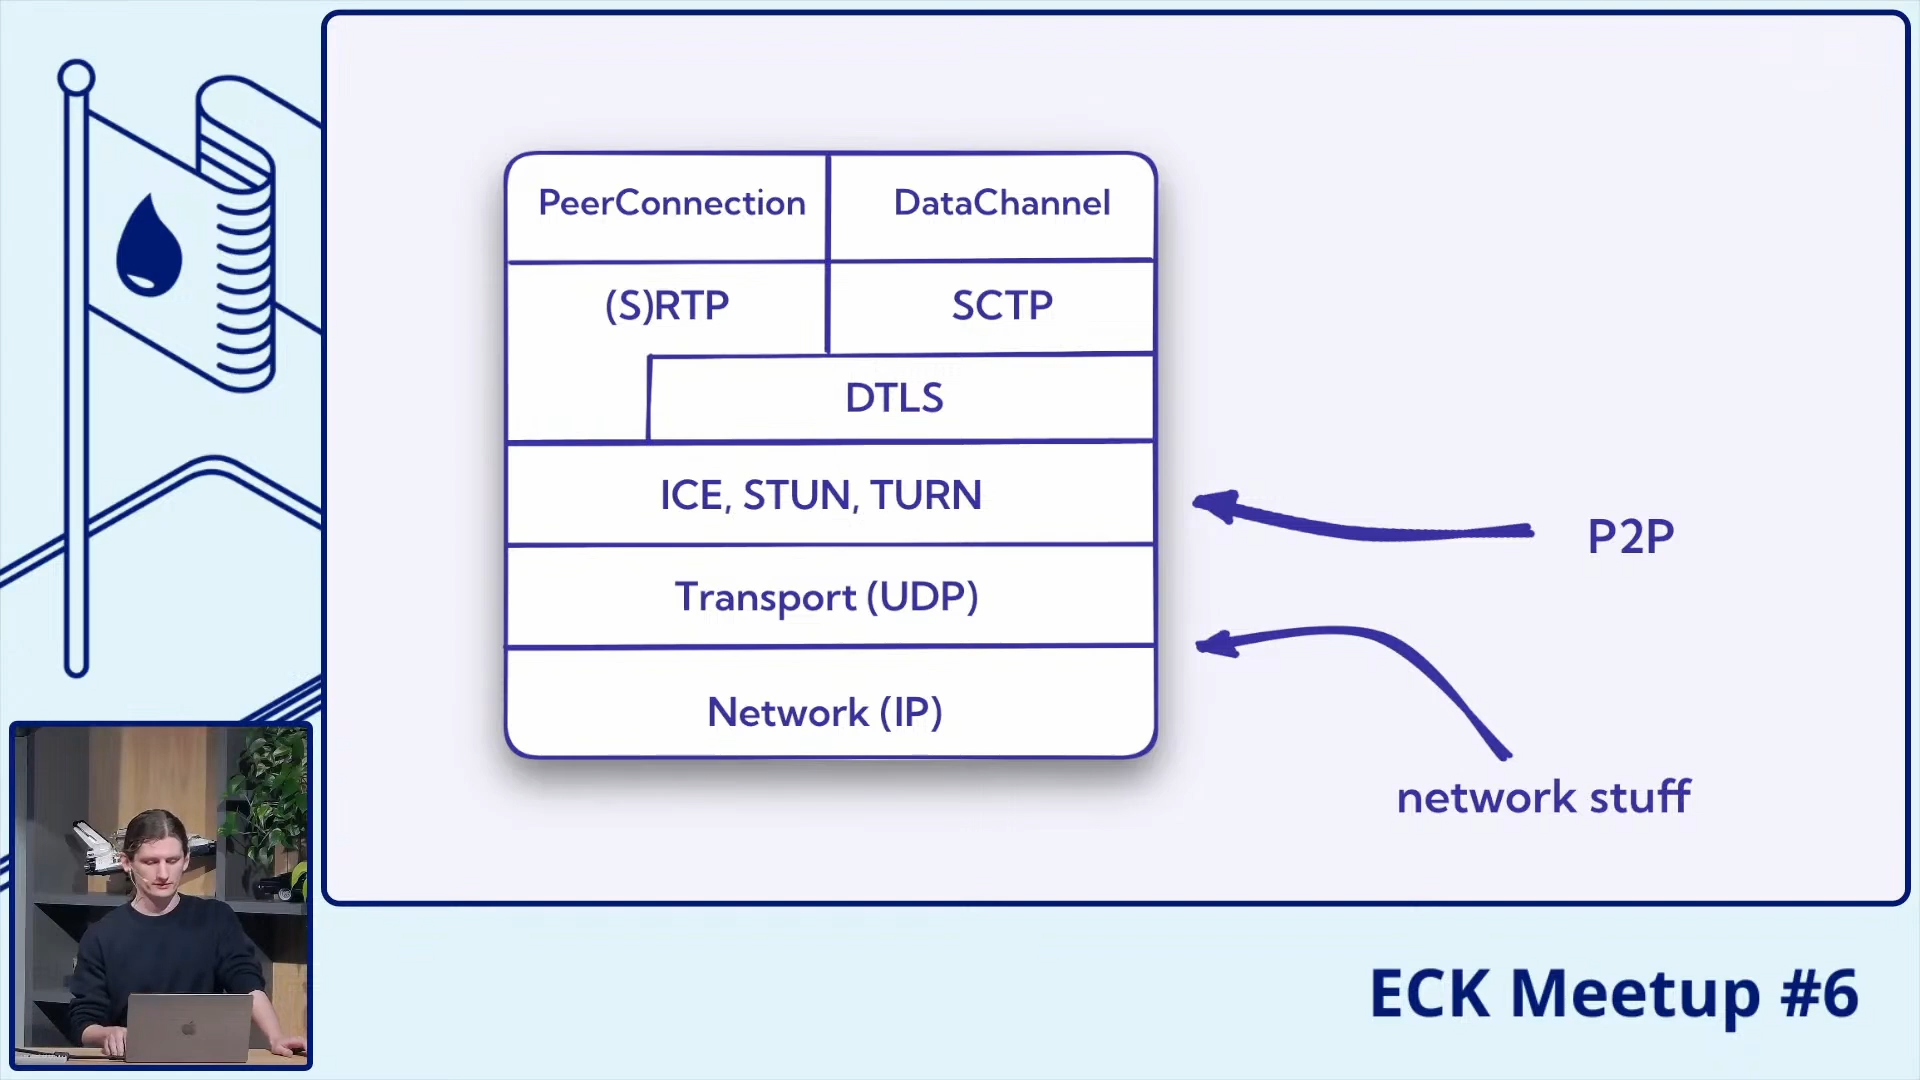 PeerConnection
DataChannel
(S)RTP
SCTP
DTLS
ICE, STUN, TURN
P2P
Transport (UDP)
Network (IP)
network stuff
ECK Meetup #6